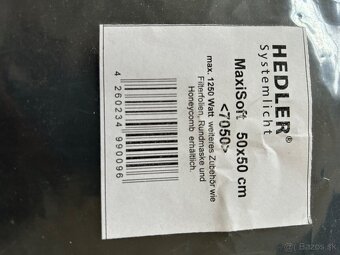 HEDLER®
Systemlicht
MaxiSoft 50x50 cm
<7050>
max. 1250 Watt weiteres Zubehör wie
Filterfolien, Rundmaske und
Honeycomb erhältlich.
4 260234 990096
Bazos.sk